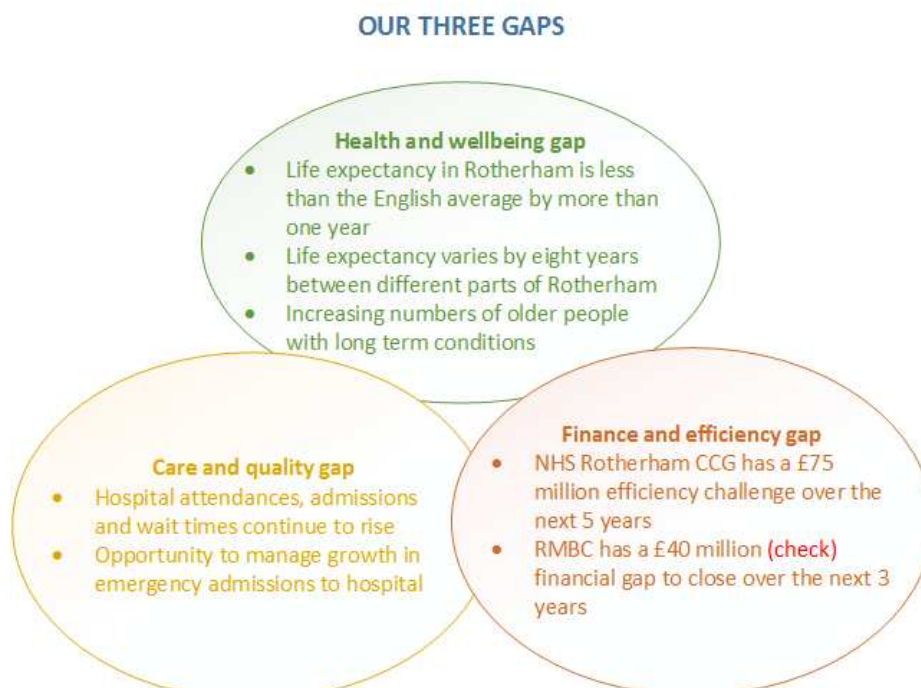 OUR THREE GAPS
Health and wellbeing gap
• Life expectancy in Rotherham is less
than the English average by more than
one year
• Life expectancy varies by eight years
between different parts of Rotherham
• Increasing numbers of older people
with long term conditions
Care and quality gap
• Hospital attendances, admissions
and wait times continue to rise
• Opportunity to manage growth in
emergency admissions to hospital
Finance and efficiency gap
• NHS Rotherham CCG has a £75
million efficiency challenge over the
next 5 years
• RMBC has a £40 million (check)
financial gap to close over the next 3
years